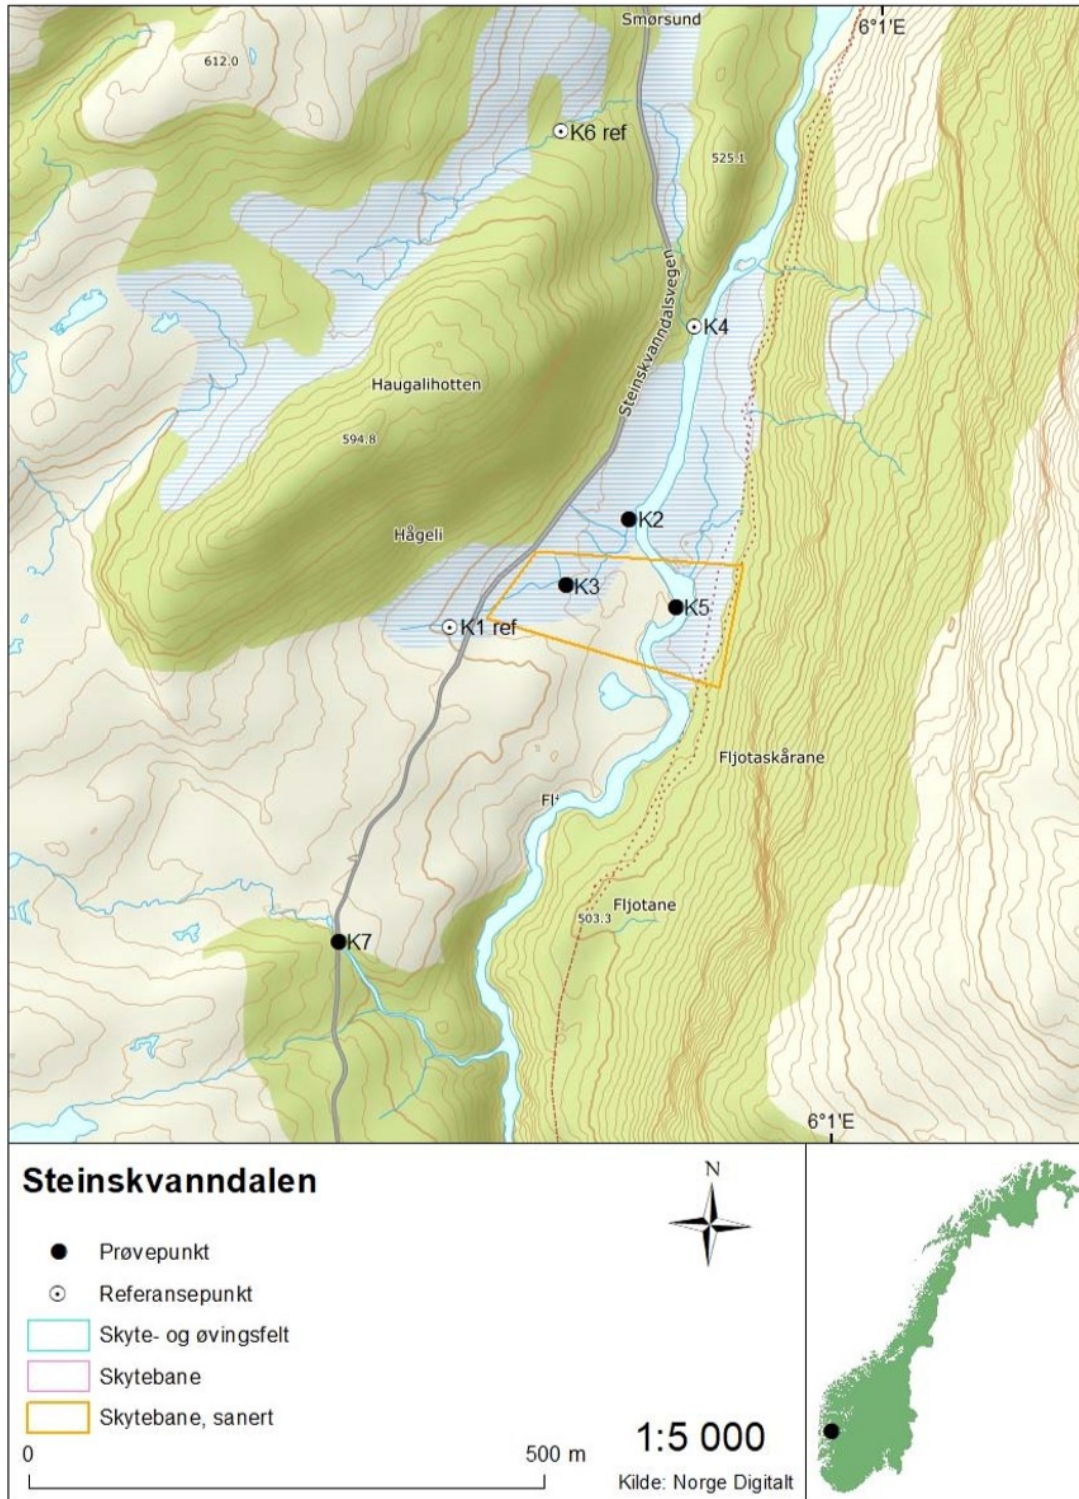 Smørsund
6°1'E
612.0
K6 ref
525.1
Steinskvanndalsvegen
K4
Haugalihotten
594.8
K2
Hågeli
K3
K5
K1 ref
Fljotaskårane
Fl
Fljotane
503.3
K7
6°1'E
Steinskvanndalen
N
Prøvepunkt
Referansepunkt
Skyte- og øvingsfelt
Skytebane
Skytebane, sanert
0 500 m
1:5 000
Kilde: Norge Digitalt